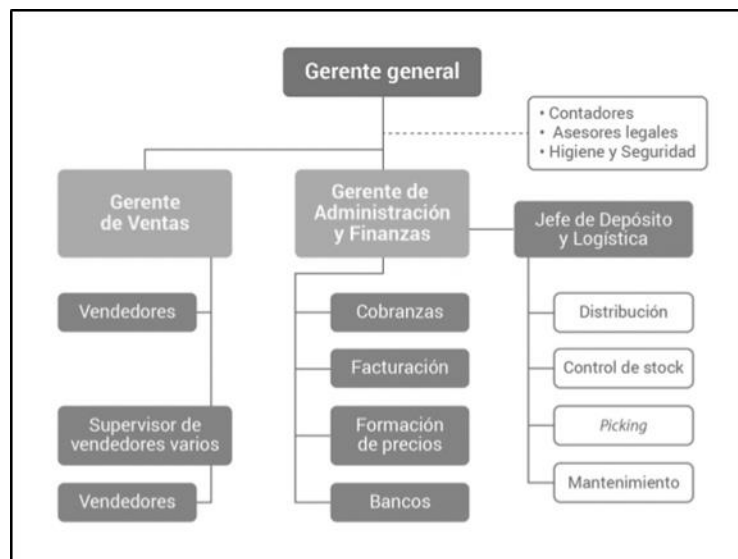 Gerente general
• Contadores
• Asesores legales
• Higiene y Seguridad
Gerente
de Ventas
Gerente de
Administración
y Finanzas
Jefe de Depósito
y Logística
Vendedores
Supervisor de
vendedores varios
Vendedores
Cobranzas
Facturación
Formación
de precios
Bancos
Distribución
Control de stock
Picking
Mantenimiento